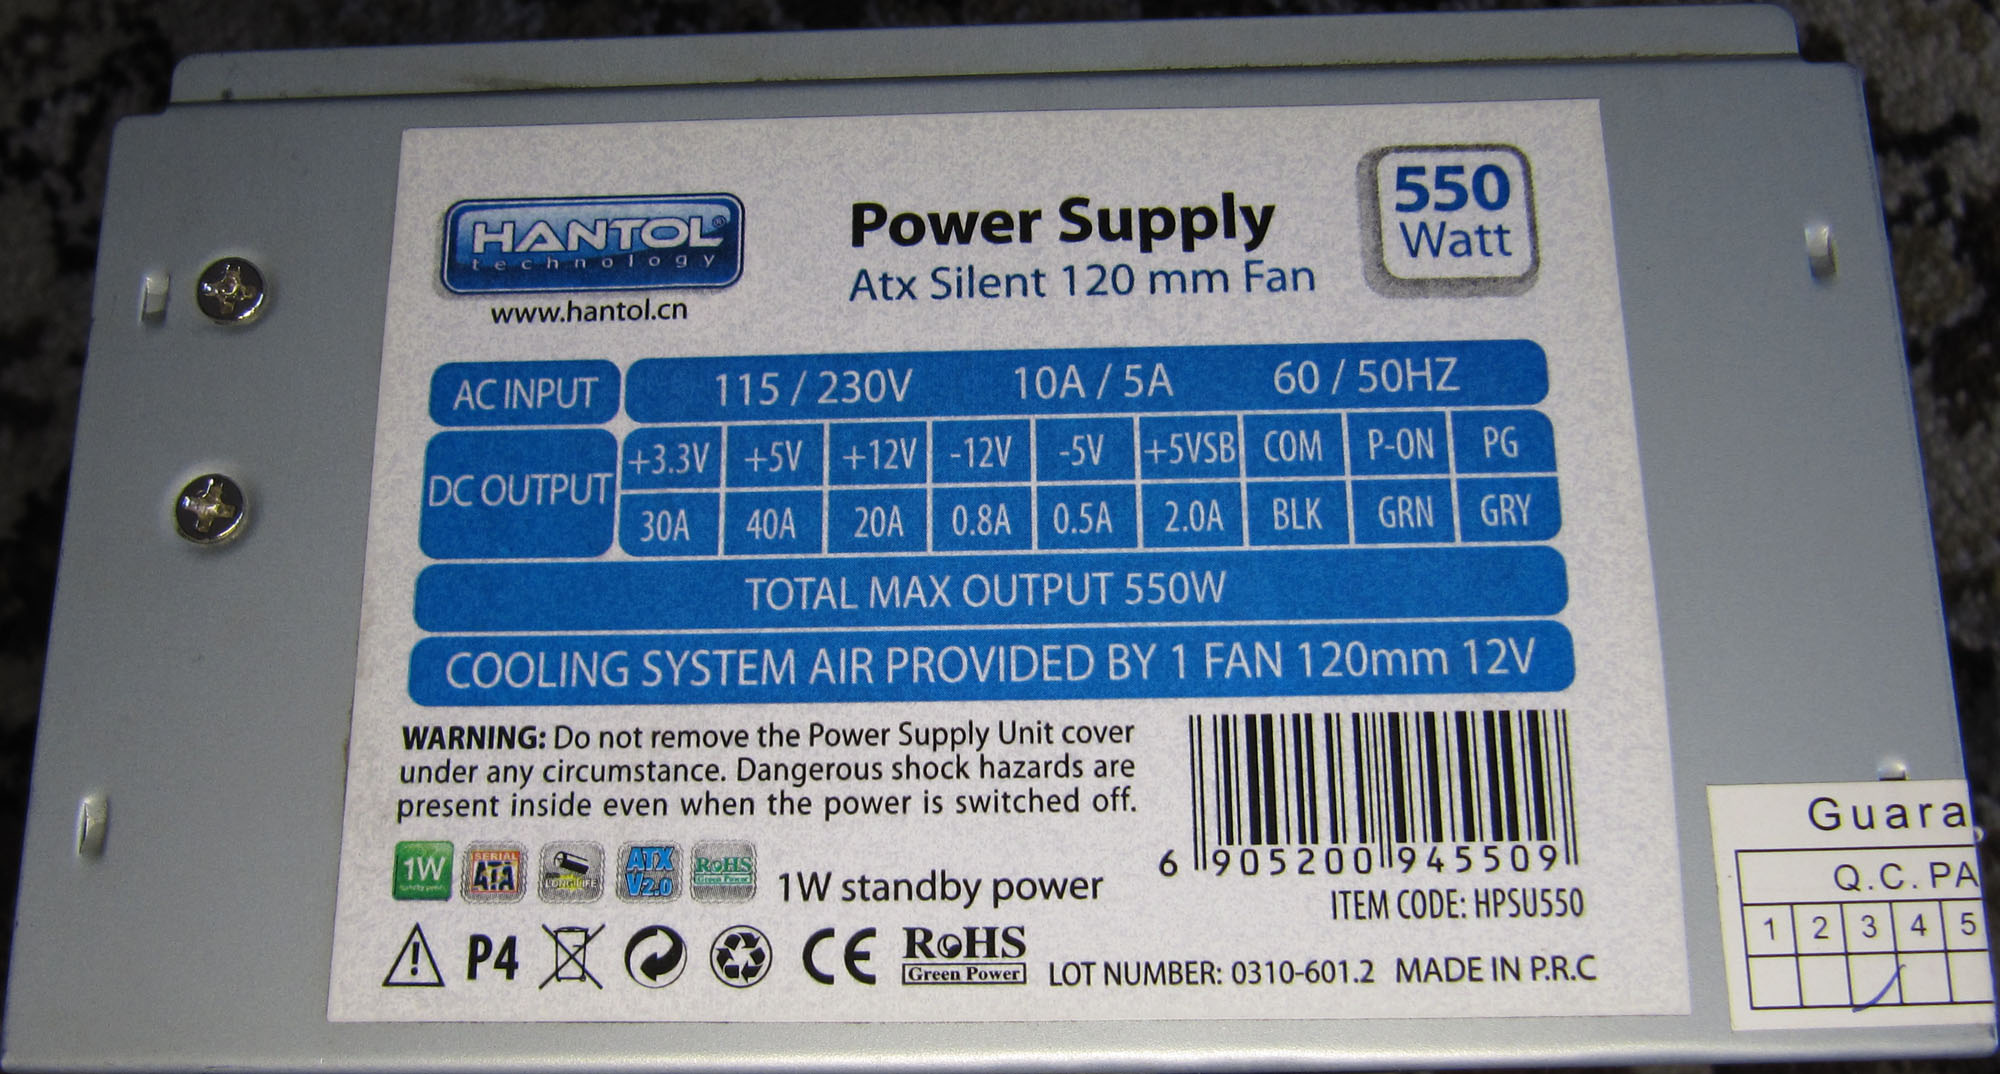 HANTOL®
technology
www.hantol.cn
Power Supply
Atx Silent 120 mm Fan
550
Watt
AC INPUT 115 / 230V 10A / 5A 60 / 50HZ
DC OUTPUT
+3.3V +5V +12V -12V -5V +5VSB COM P-ON PG
30A 40A 20A 0.8A 0.5A 2.0A BLK GRN GRY
TOTAL MAX OUTPUT 550W
COOLING SYSTEM AIR PROVIDED BY 1 FAN 120mm 12V
WARNING: Do not remove the Power Supply Unit cover
under any circumstance. Dangerous shock hazards are
present inside even when the power is switched off.
6 905200 945509
ITEM CODE: HPSU550
1W
SERIAL
ATA
LONGLIFE
ATX
V2.0
RoHS
Green Power
1W standby power
P4
CE
RoHS
Green Power
LOT NUMBER: 0310-601.2 MADE IN P.R.C
Guara
Q.C. PA
1 2 3 4 5